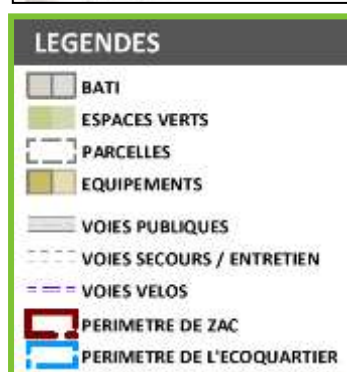 LEGENDES
BATI
ESPACES VERTS
PARCELLES
EQUIPEMENTS
VOIES PUBLIQUES
VOIES SECOURS / ENTRETIEN
VOIES VELOS
PERIMETRE DE ZAC
PERIMETRE DE L'ECOQUARTIER